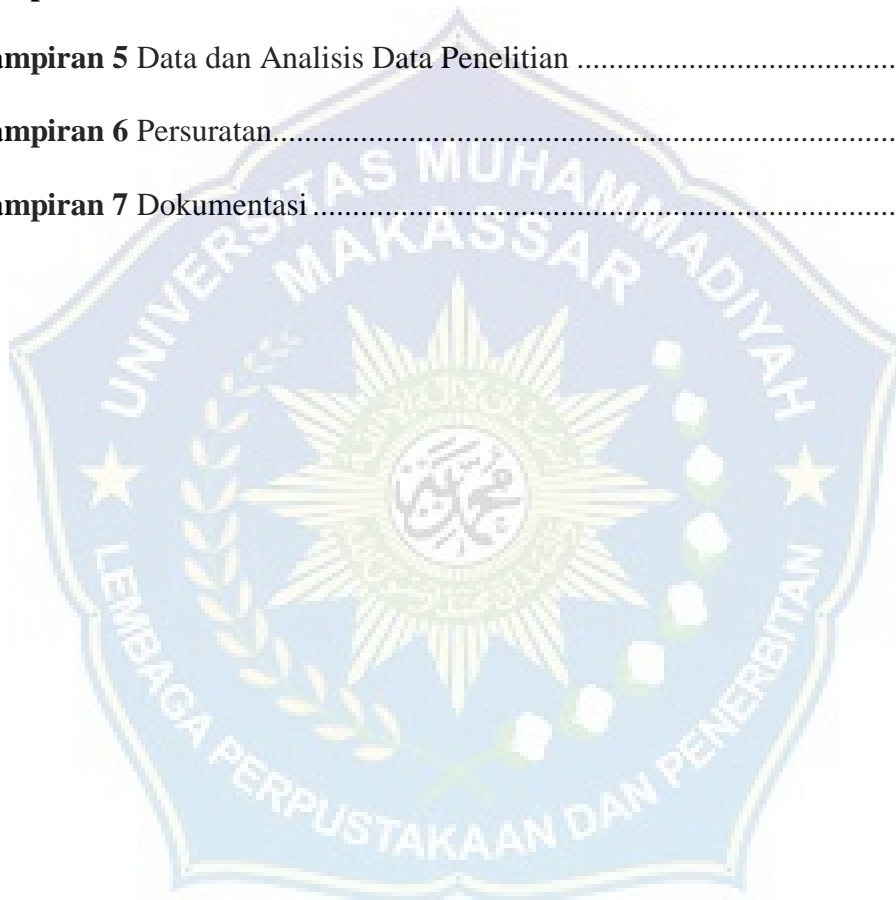 ampiran 5 Data dan Analisis Data Penelitian ....................................
ampiran 6 Persuratan............................................................................
ampiran 7 Dokumentasi.......................................................................
UNIVERSITAS MUHAMMADIYAH
MAKASSAR
LEMBAGA PERPUSTAKAAN DAN PENERBITAN